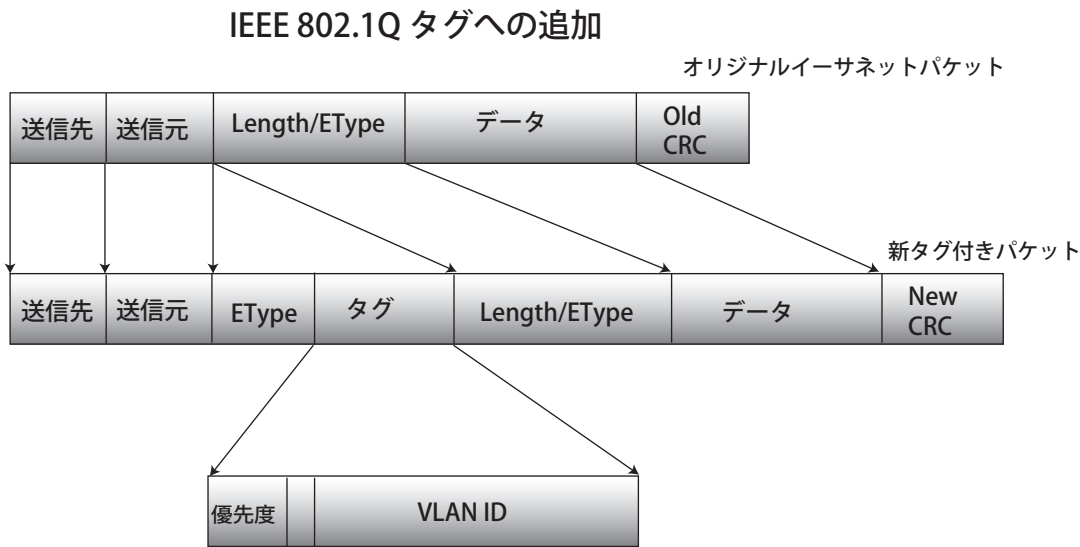 IEEE 802.1Q タグへの追加
オリジナルイーサネットパケット
送信先 送信元 Length/EType データ Old
CRC
新タグ付きパケット
送信先 送信元 EType タグ Length/EType データ New
CRC
優先度 VLAN ID